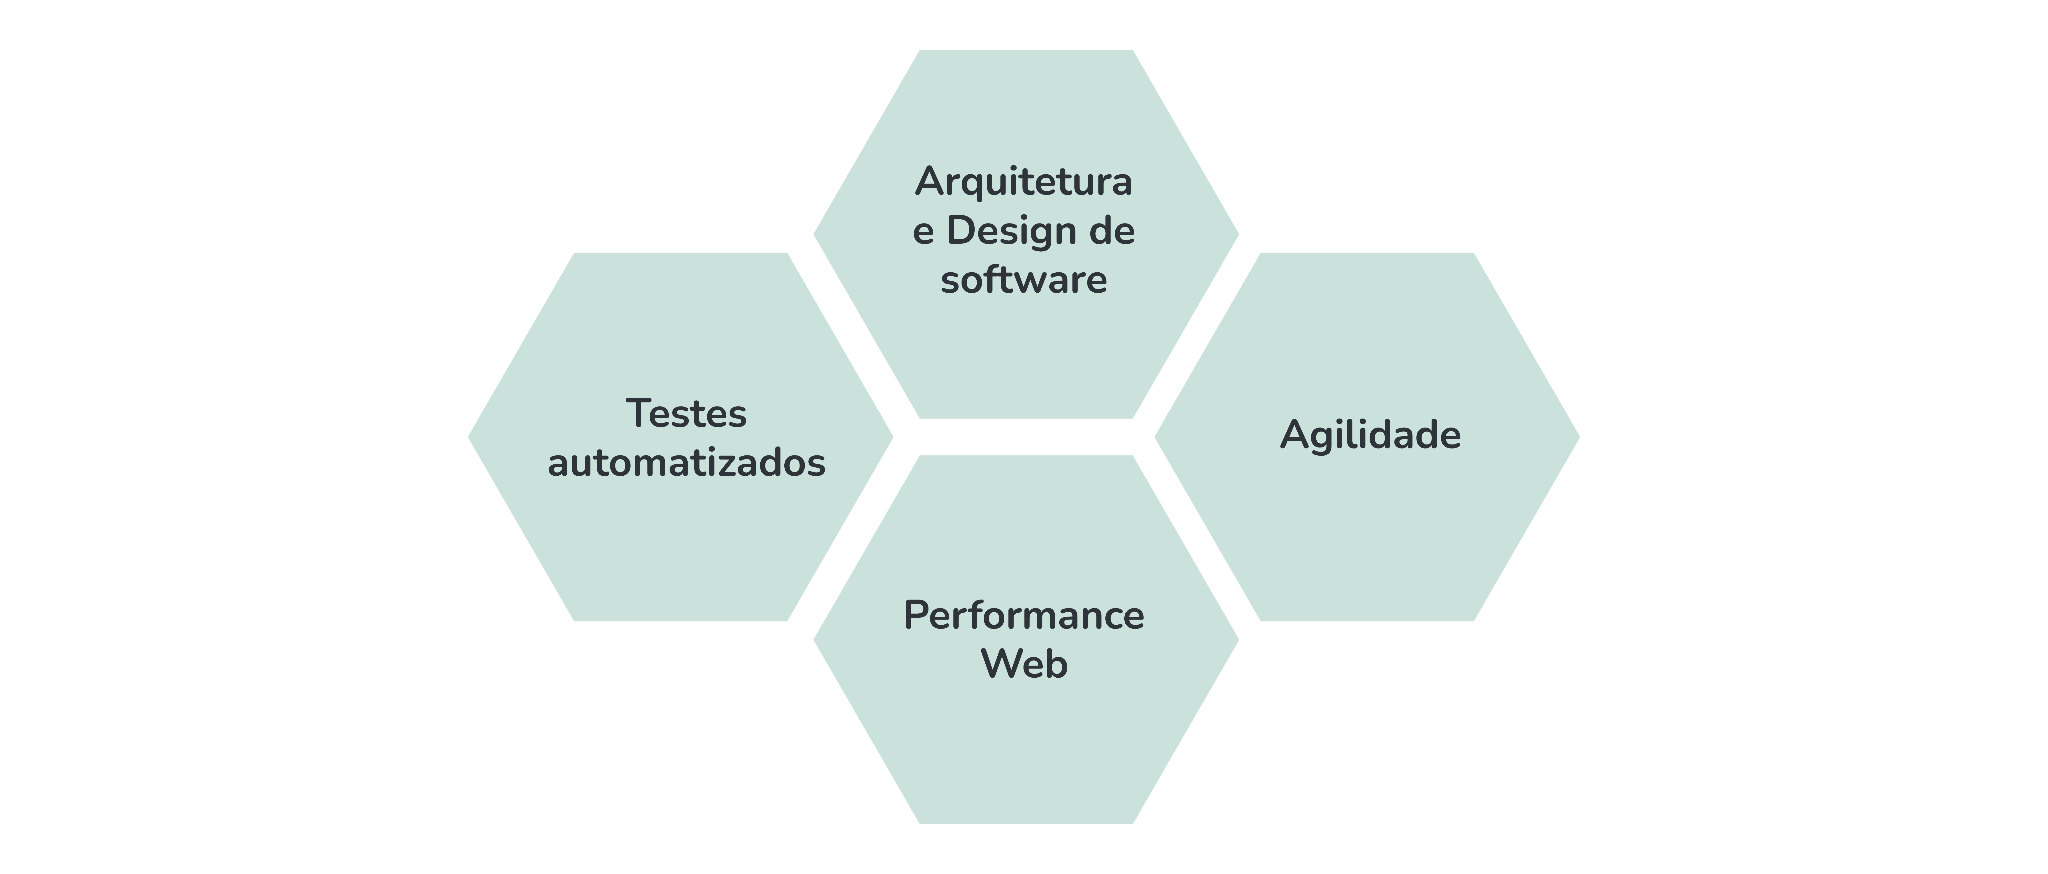 Arquitetura
e Design de
software
Testes
automatizados
Agilidade
Performance
Web